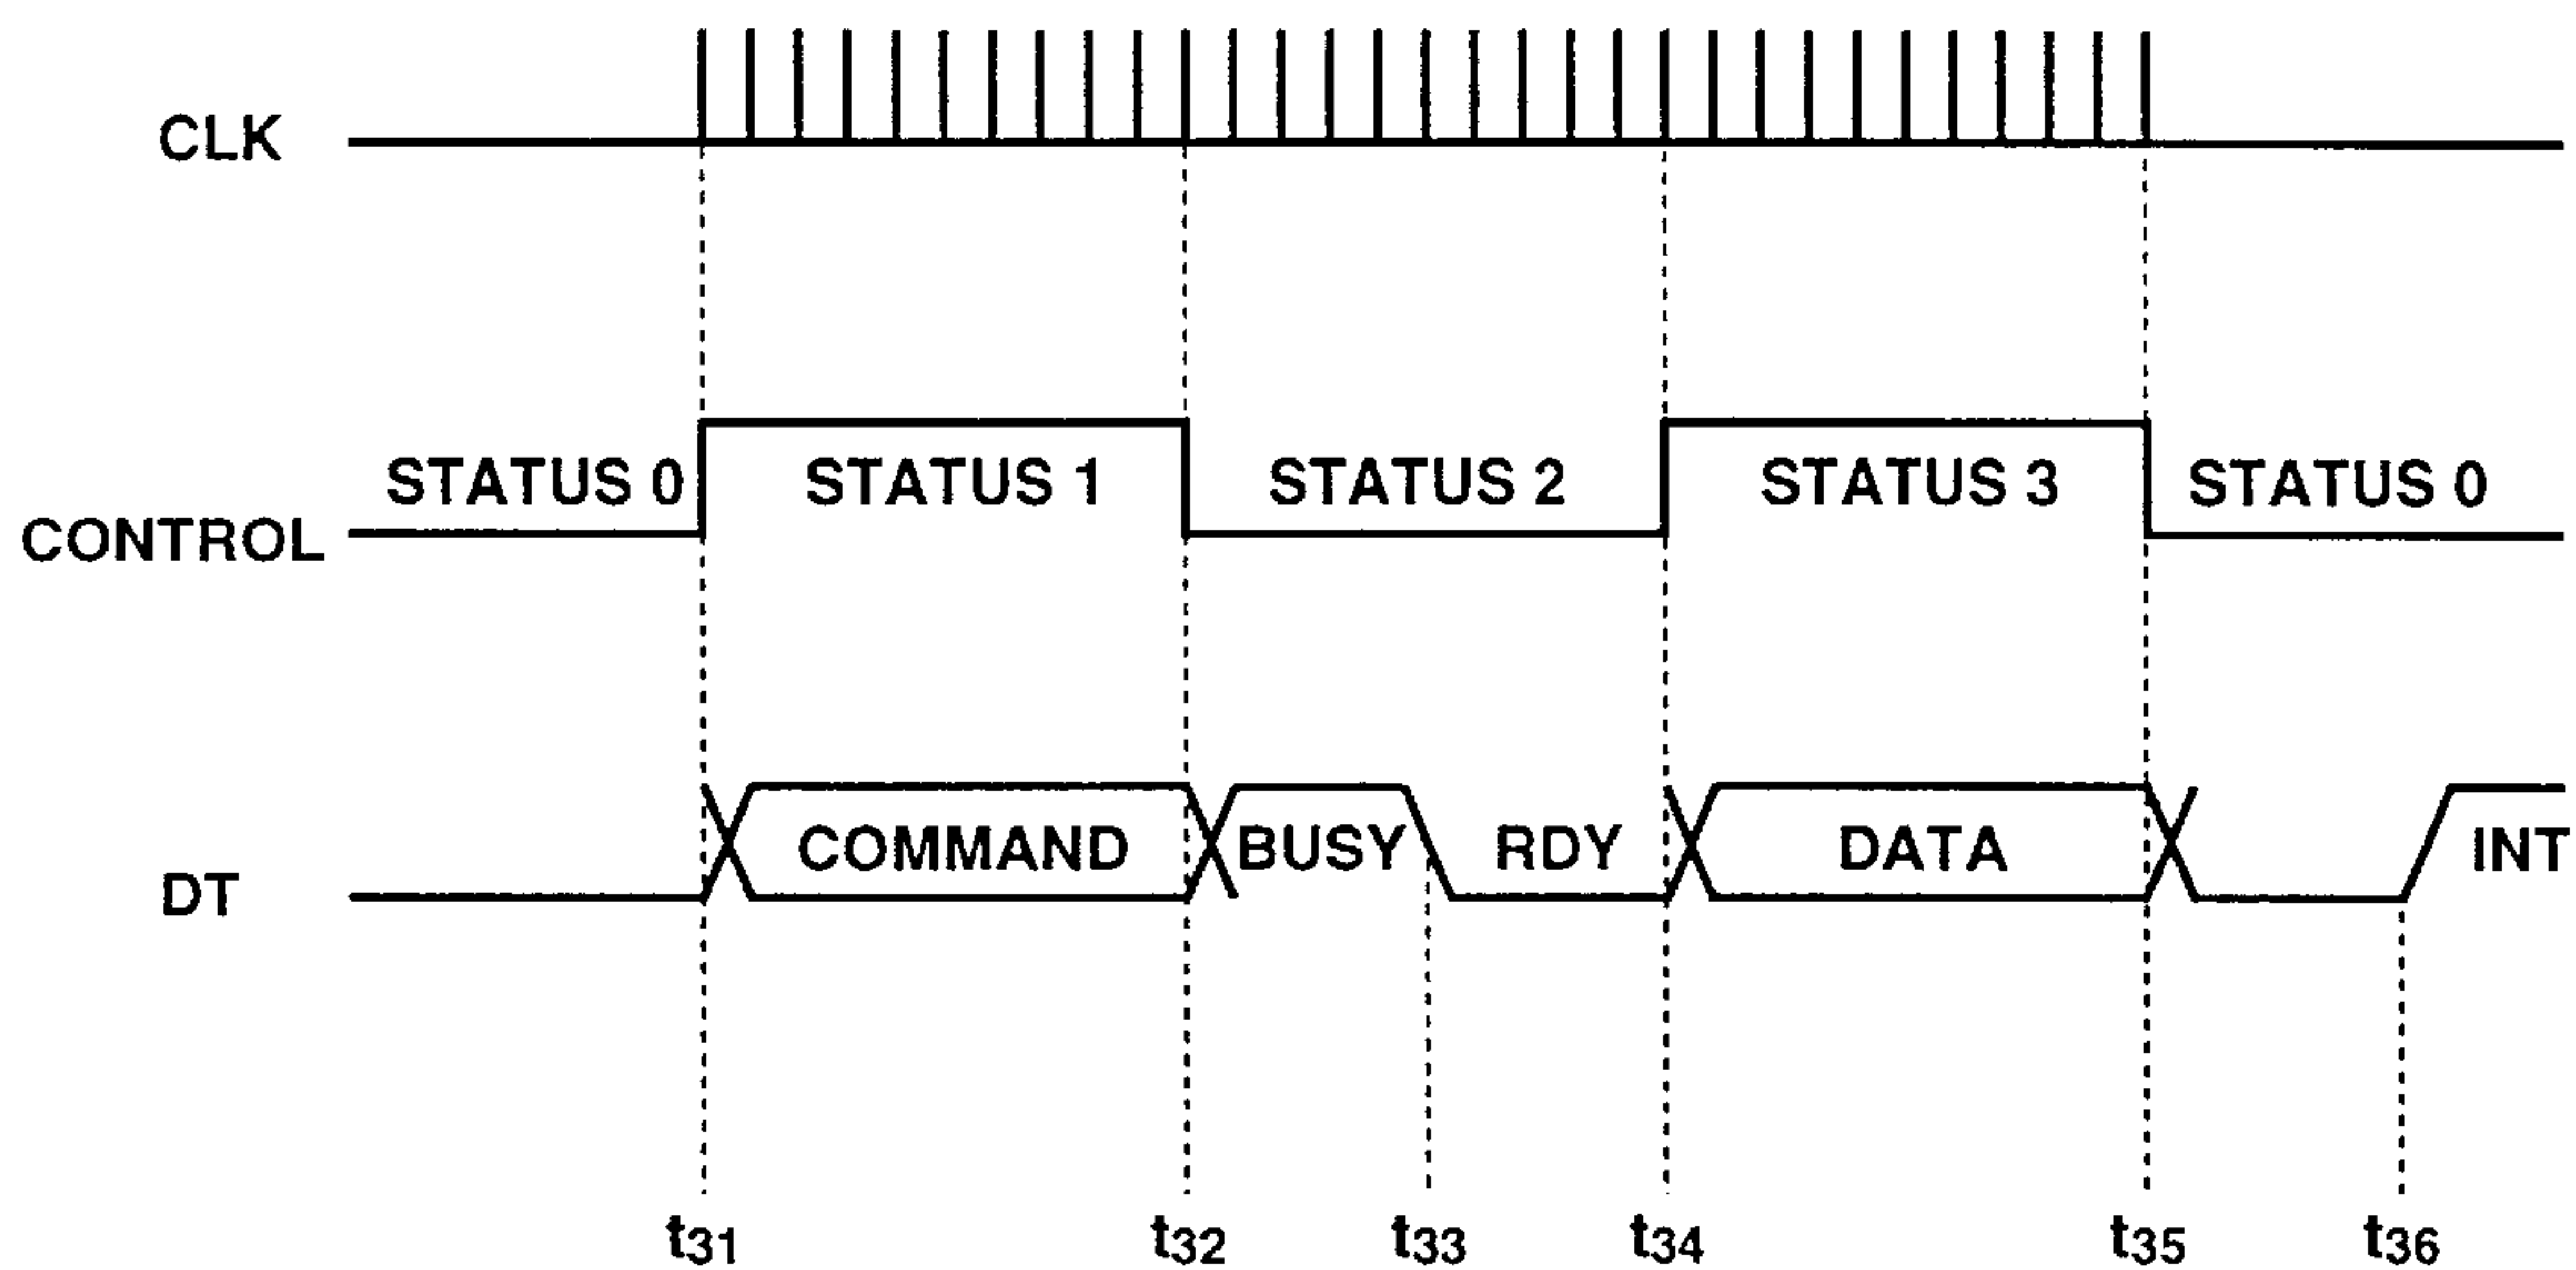 CLK
STATUS 0 STATUS 1 STATUS 2 STATUS 3 STATUS 0
CONTROL
COMMAND BUSY RDY DATA INT
DT
t31 t32 t33 t34 t35 t36